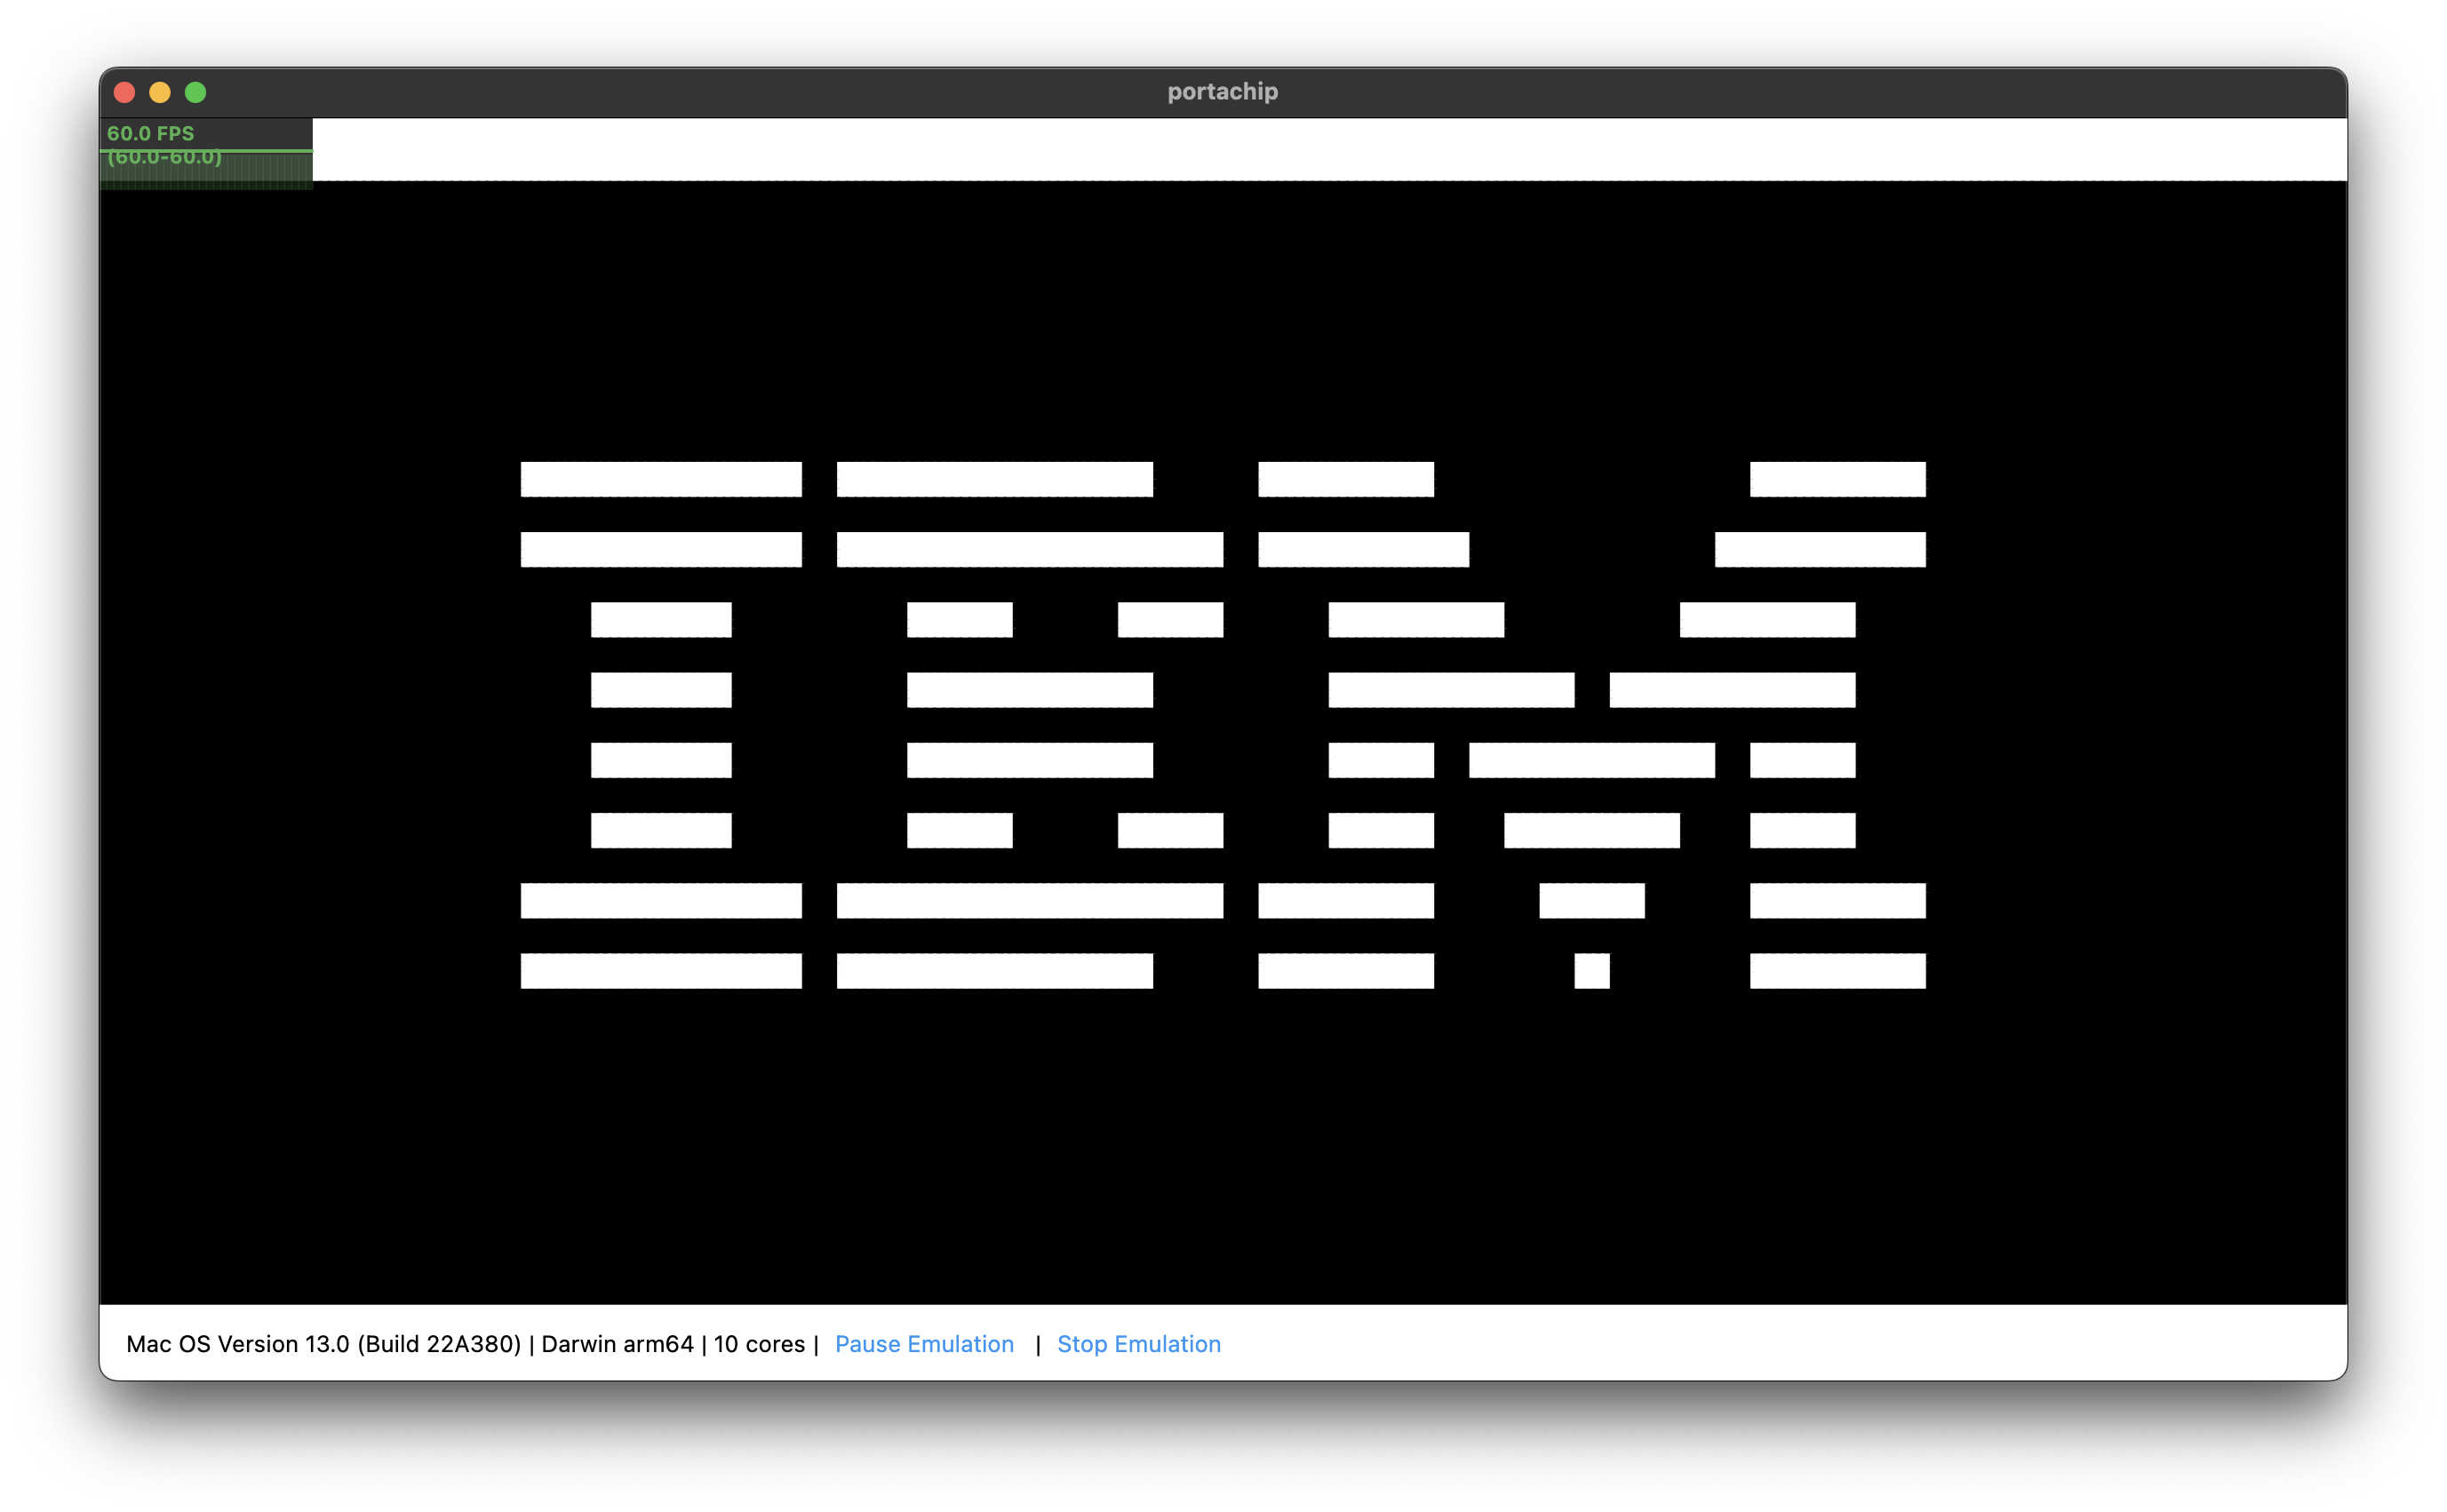 portachip
60.0 FPS
(60.0-60.0)
IBM
Mac OS Version 13.0 (Build 22A380) | Darwin arm64 | 10 cores | Pause Emulation | Stop Emulation